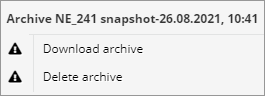 Archive NE_241 snapshot-26.08.2021, 10:41
Download archive
Delete archive